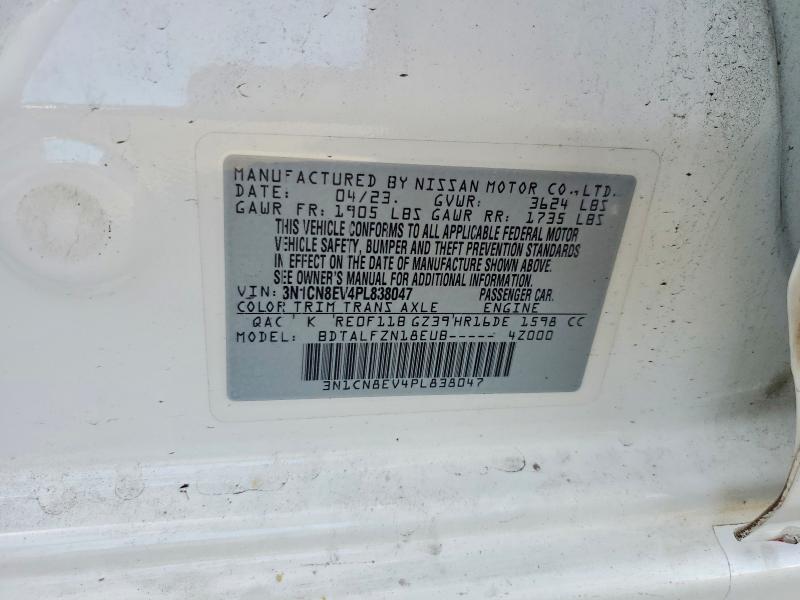 MANUFACTURED BY NISSAN MOTOR CO.,LTD.
DATE: 04/23. GVWR: 3624 LBS
GAWR FR: 1905 LBS GAWR RR: 1735 LBS
THIS VEHICLE CONFORMS TO ALL APPLICABLE FEDERAL MOTOR
VEHICLE SAFETY, BUMPER AND THEFT PREVENTION STANDARDS
IN EFFECT ON THE DATE OF MANUFACTURE SHOWN ABOVE.
SEE OWNER'S MANUAL FOR ADDITIONAL INFORMATION.
VIN: 3N1CN8EV4PL838047 PASSENGER CAR.
COLOR TRIM TRANS AXLE ENGINE
QAC K RE0F11B GZ39 HR16DE 1598 CC
MODEL: BDTALFZN18EUB----- 42000
3N1CN8EV4PL838047